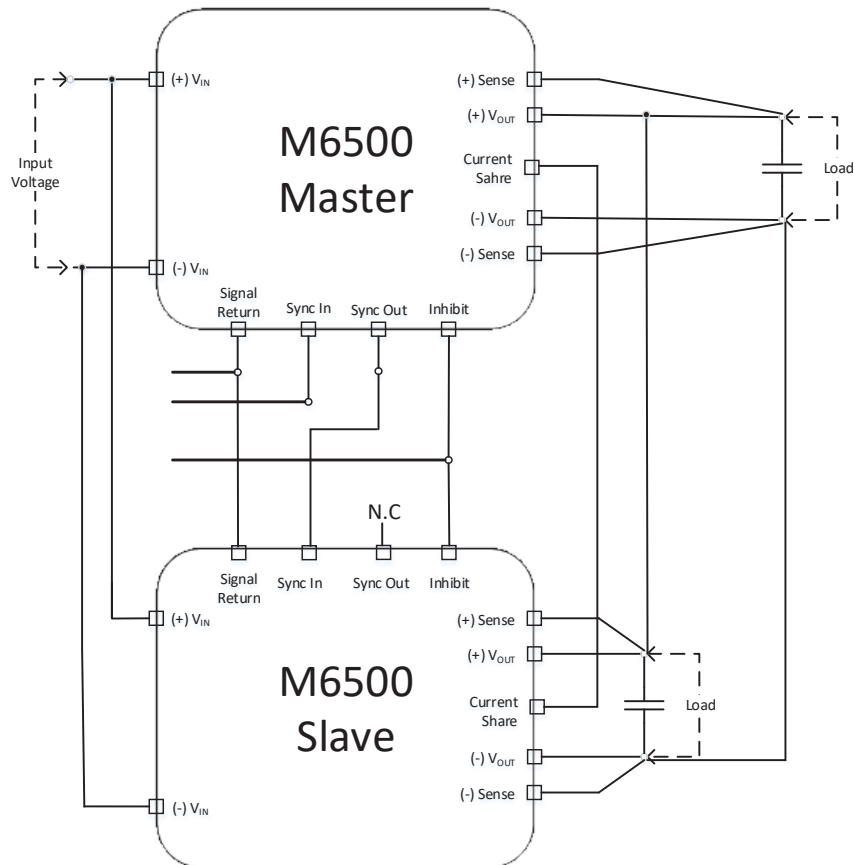 (+) VIN
(+) Sense
(+) VOUT
M6500
Master
Input
Voltage
Current
Sahre
Load
(-) VOUT
(-) Sense
(-) VIN
Signal
Return
Sync In
Sync Out
Inhibit
N.C
Signal
Return
Sync In
Sync Out
Inhibit
(+) VIN
(+) Sense
(+) VOUT
M6500
Slave
Current
Share
Load
(-) VOUT
(-) Sense
(-) VIN